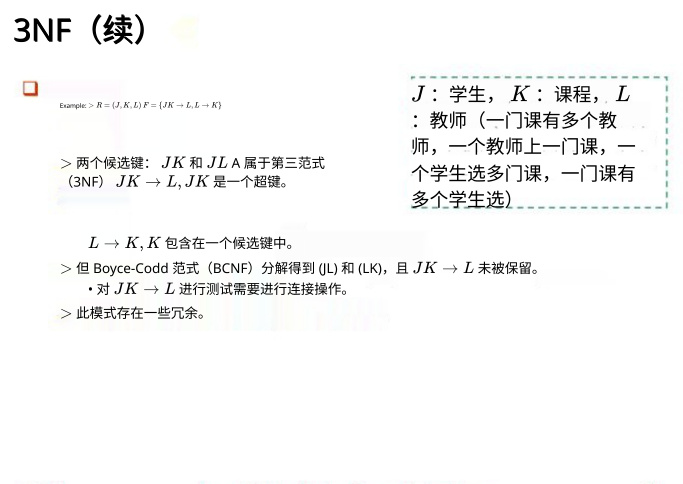 3NF（续）
Example: > R = (J, K, L) F = {JK → L, L → K}
> 两个候选键： JK 和 JL A 属于第三范式
（3NF） JK → L, JK 是一个超键。
J ：学生， K ：课程， L
：教师（一门课有多个教
师，一个教师上一门课，一
个学生选多门课，一门课有
多个学生选）
L → K, K 包含在一个候选键中。
> 但 Boyce-Codd 范式（BCNF）分解得到 (JL) 和 (LK)，且 JK → L 未被保留。
• 对 JK → L 进行测试需要进行连接操作。
> 此模式存在一些冗余。